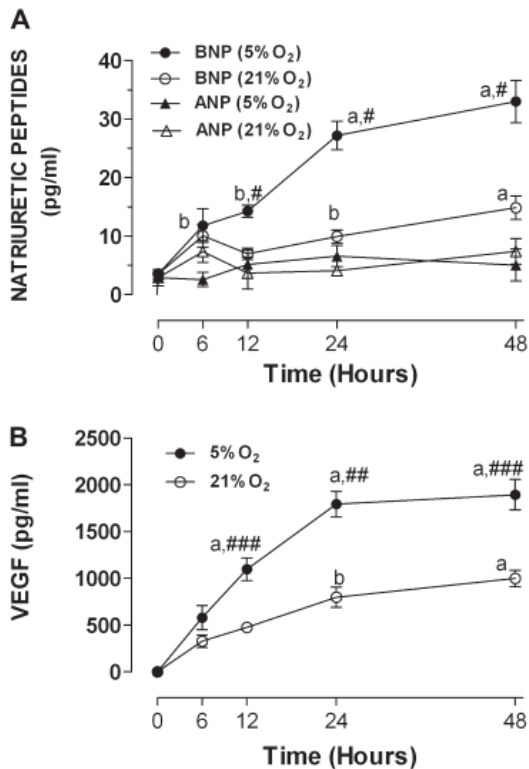 A
NATRIURETIC PEPTIDES
(pg/ml)
BNP (5% O₂)
BNP (21% O₂)
ANP (5% O₂)
ANP (21% O₂)
40
30
20
10
0
b
b,#
a,#
b
a,#
a
0 6 12 24 48
Time (Hours)
B
VEGF (pg/ml)
5% O₂
21% O₂
2500
2000
1500
1000
500
0
a,###
a,##
b
a,###
a
0 6 12 24 48
Time (Hours)